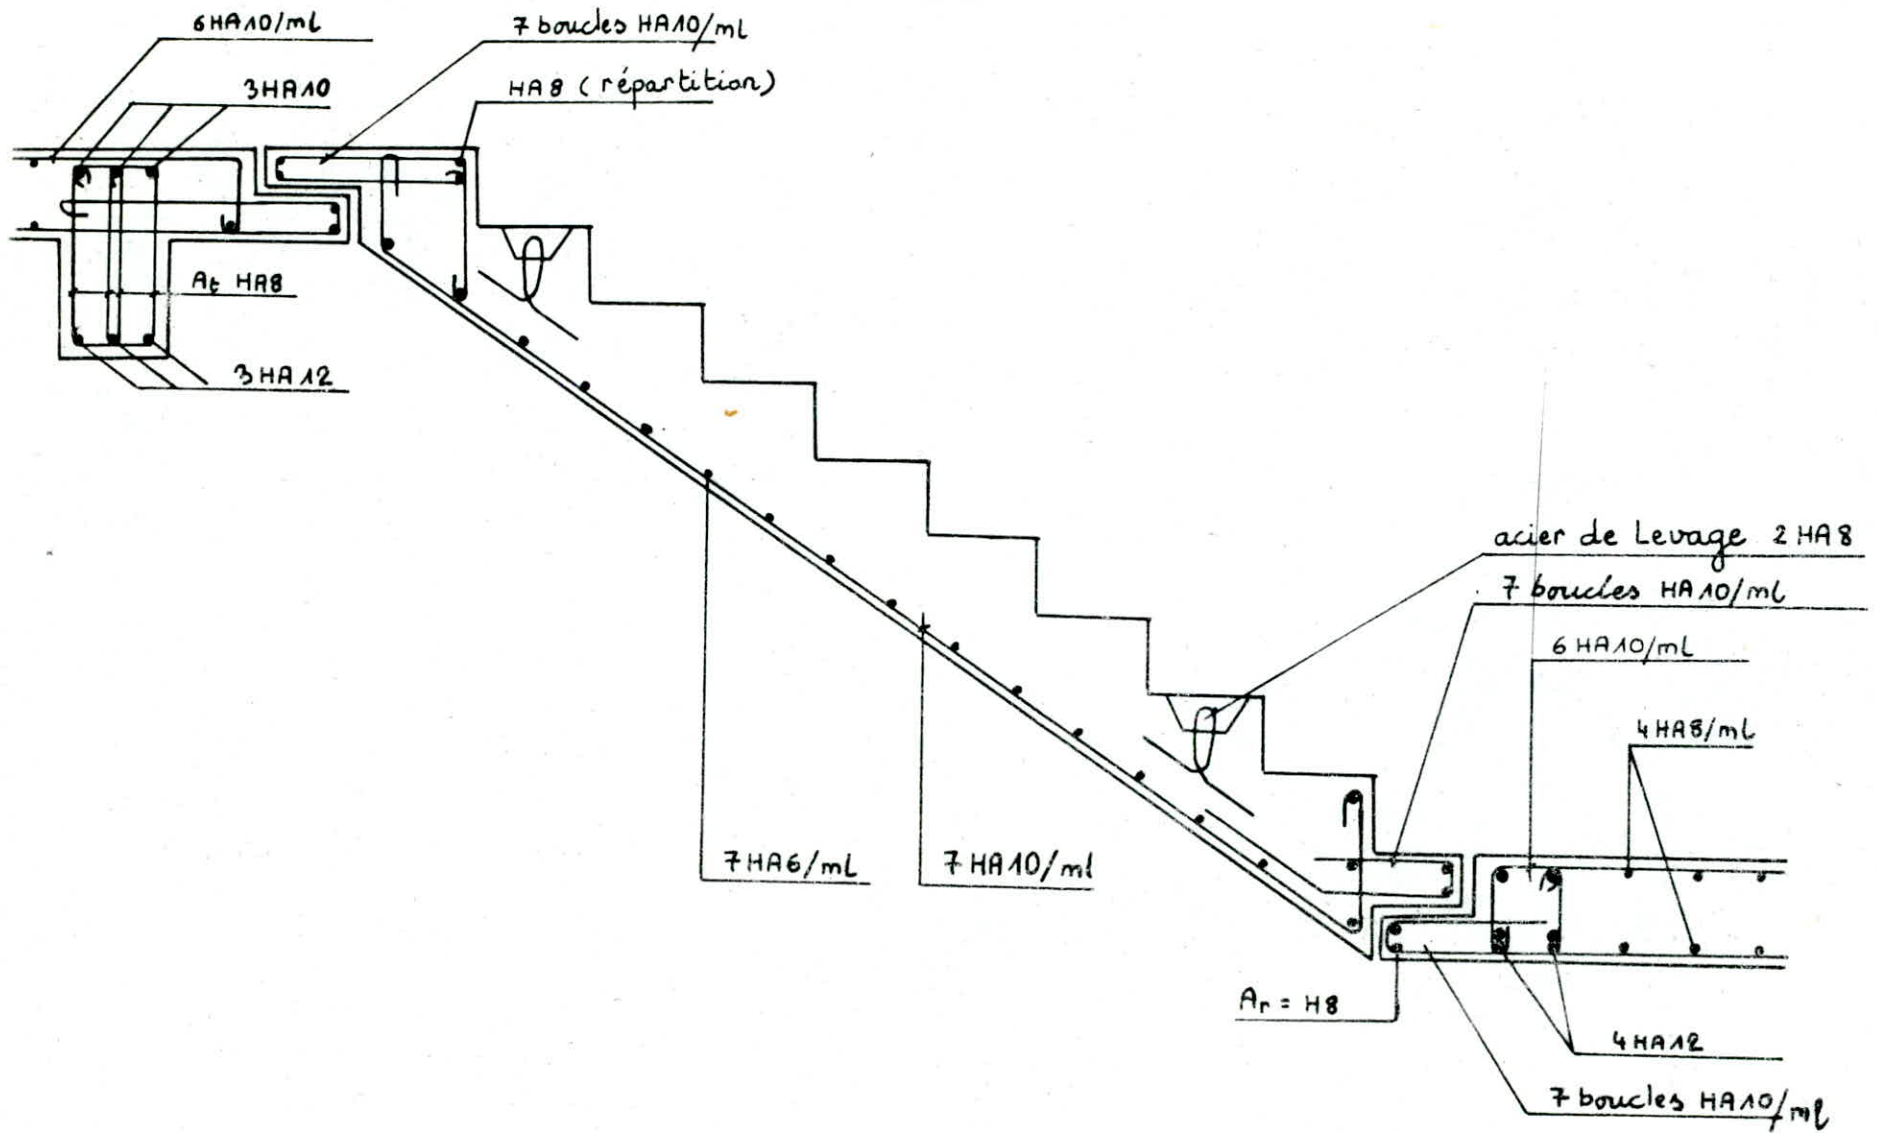 6HA10/ml
7 boucles HA10/ml
3HA10
HA8 (répartition)
At HA8
3HA12
acier de Levage 2HA8
7 boucles HA10/ml
6HA10/ml
4HA8/ml
7HA6/ml
7HA10/ml
Ar = H8
4HA12
7 boucles HA10/ml